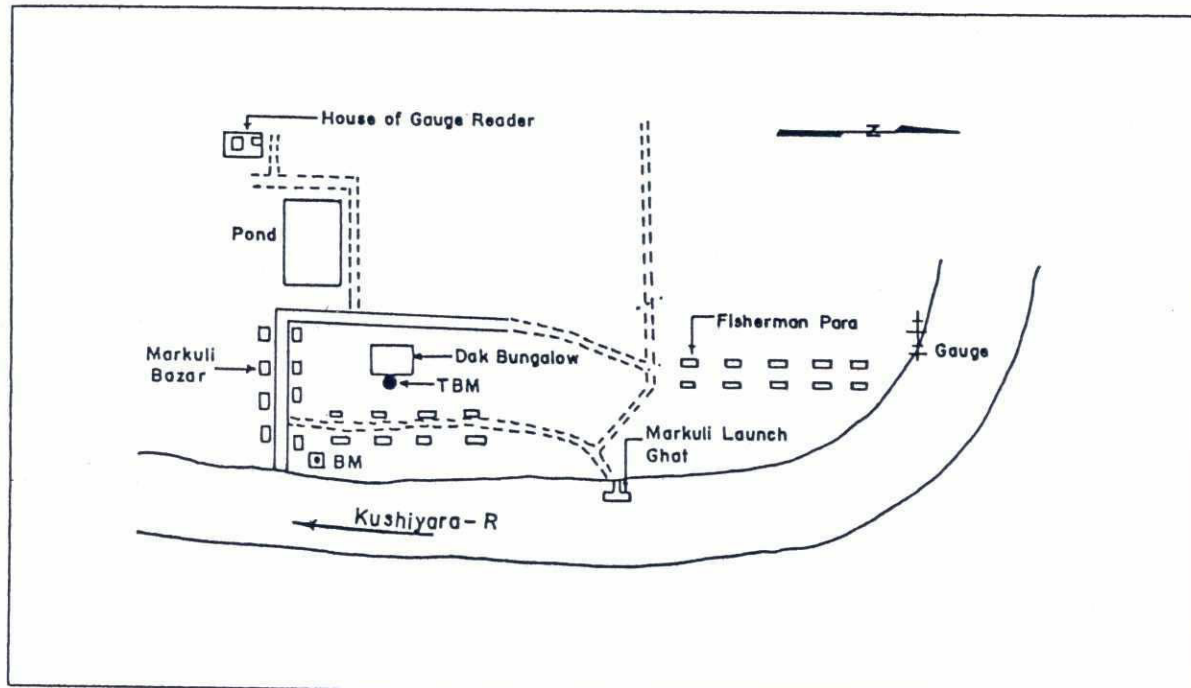 House of Gauge Reader
N
Pond
Fisherman Para
Gauge
Markuli
Bazar
Dak Bungalow
TBM
Markuli Launch
Ghat
BM
Kushiyara-R